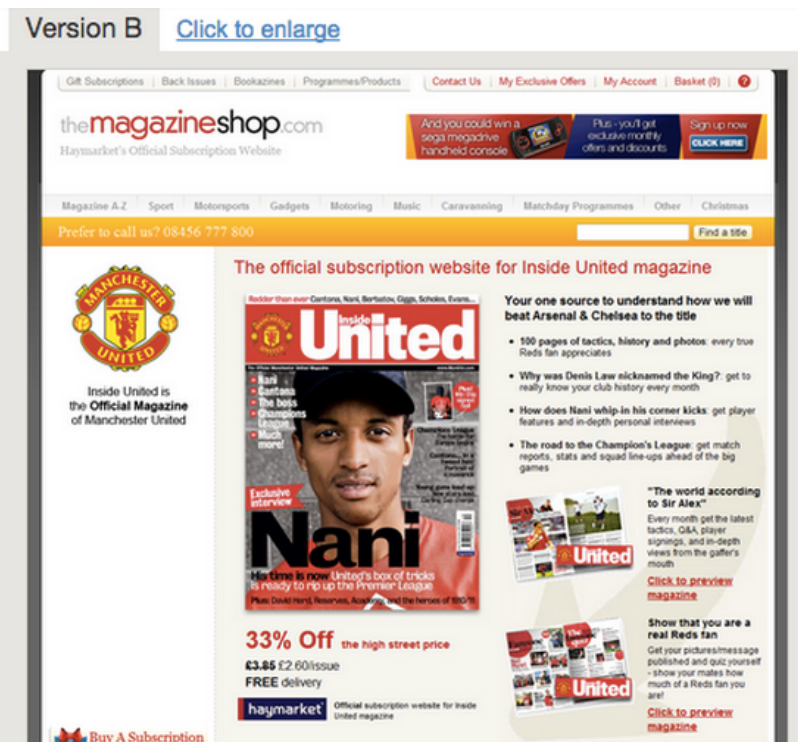 Version B Click to enlarge
Gift Subscriptions | Back Issues | Bookazines | Programmes/Products Contact Us | My Exclusive Offers | My Account | Basket (0) | ?
themagazineshop.com
Haymarket's Official Subscription Website
And you could win a
sega megadrive
handheld console
Plus - you'll get
exclusive monthly
offers and discounts
Sign up now
CLICK HERE
Magazine A-Z | Sport | Motorsports | Gadgets | Motoring | Music | Caravanning | Matchday Programmes | Other | Christmas
Prefer to call us? 08456 777 800 Find a title
MANCHESTER
UNITED
Inside United is
the Official Magazine
of Manchester United
The official subscription website for Inside United magazine
Redder than ever Cantona, Nani, Berbatov, Giggs, Scholes, Evans...
Inside
United
Nani
Cantona
The boss
Champions
League
Much
more!
Exclusive
interview
Nani
His time is now United's box of tricks
is ready to rip up the Premier League
Plus: David Herd, Reserves, Academy, and the heroes of 1910/11
33% Off the high street price
£3.85 £2.60/issue
FREE delivery
haymarket
Official subscription website for Inside
United magazine
Your one source to understand how we will
beat Arsenal & Chelsea to the title
• 100 pages of tactics, history and photos: every true
Reds fan appreciates
• Why was Denis Law nicknamed the King?: get to
really know your club history every month
• How does Nani whip-in his corner kicks: get player
features and in-depth personal interviews
• The road to the Champion's League: get match
reports, stats and squad line-ups ahead of the big
games
United
"The world according
to Sir Alex"
Every month get the latest
tactics, Q&A, player
signings, and in-depth
views from the gaffer's
mouth
Click to preview
magazine
United
Show that you are a
real Reds fan
Get your pictures/message
published and quiz yourself
- show your mates how
much of a Reds fan you
are!
Click to preview
magazine
Buy A Subscription